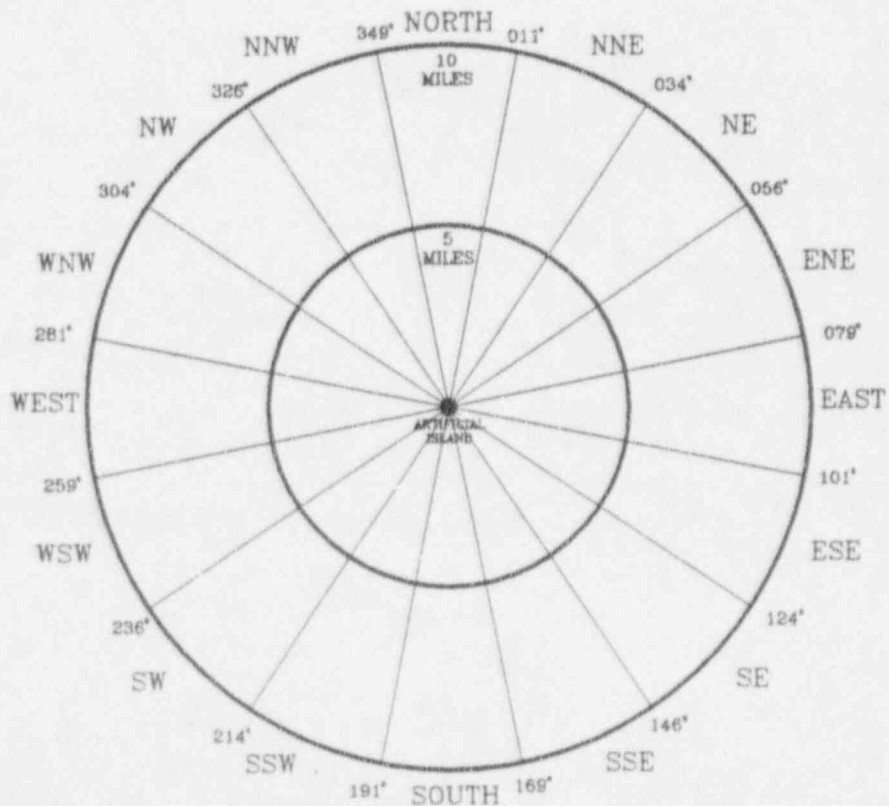 349° NORTH 011°
NNW
NNE
10
MILES
326°
034°
NW
NE
304°
056°
5
MILES
WNW
ENE
281°
079°
WEST
EAST
ARTIFICIAL
ISLAND
259°
101°
WSW
ESE
236°
124°
SW
SE
214°
146°
SSW
SSE
191° SOUTH 169°